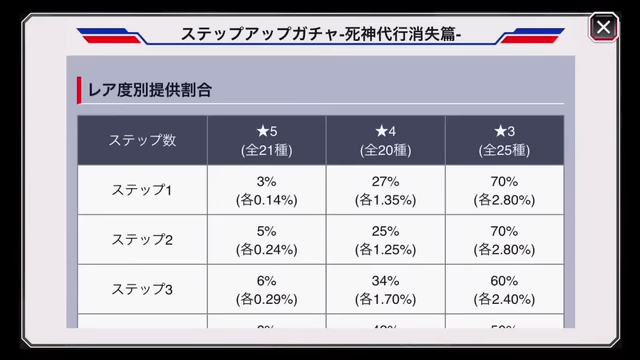 ステップアップガチャ-死神代行消失篇-
レア度別提供割合
ステップ数 ★5 ★4 ★3
(全21種) (全20種) (全25種)
ステップ1 3% 27% 70%
(各0.14%) (各1.35%) (各2.80%)
ステップ2 5% 25% 70%
(各0.24%) (各1.25%) (各2.80%)
ステップ3 6% 34% 60%
(各0.29%) (各1.70%) (各2.40%)